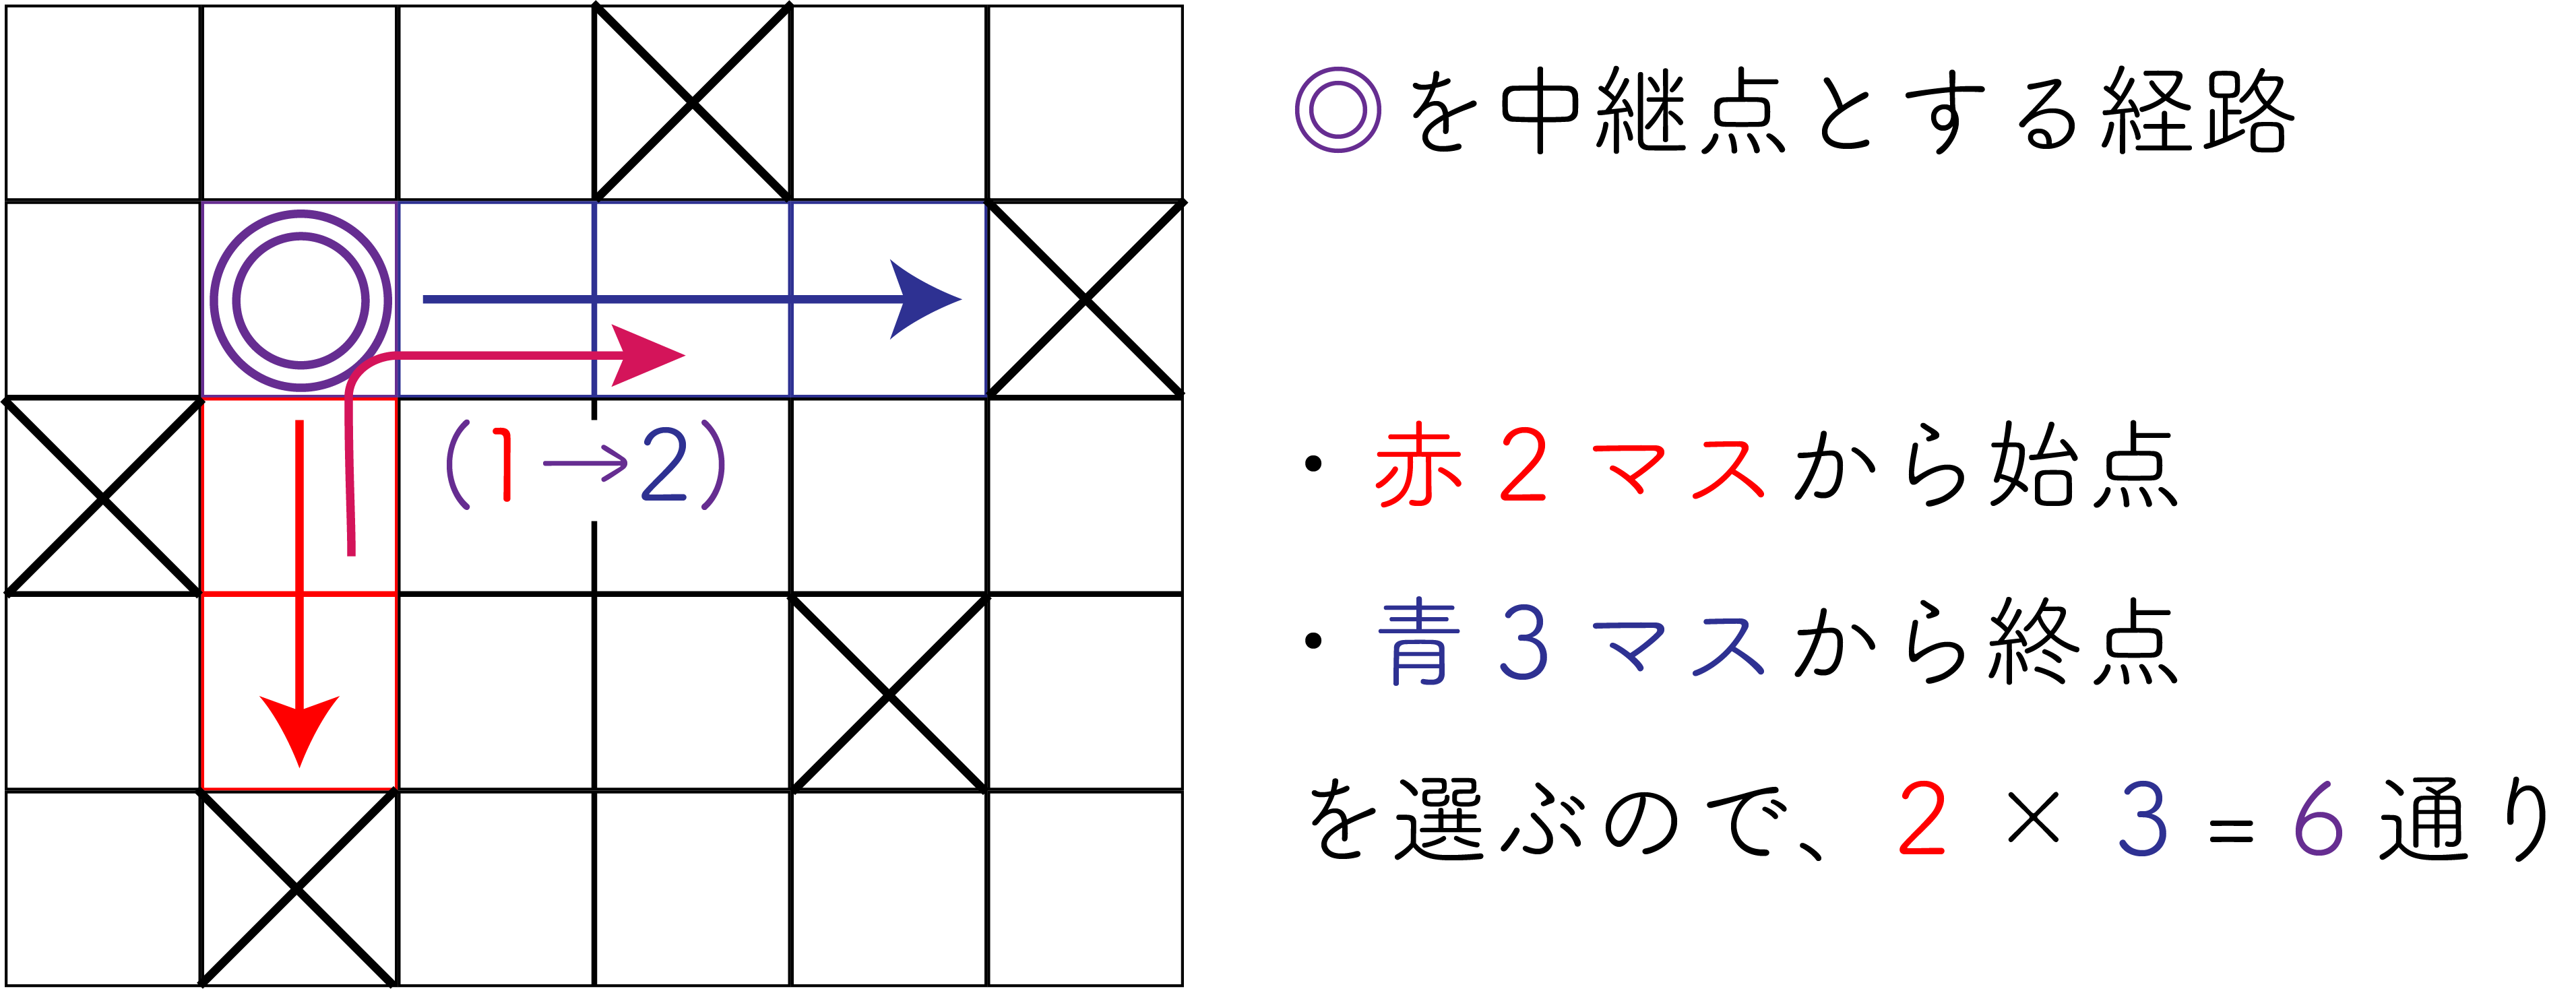 ◎を中継点とする経路
(1→2)
・赤2マスから始点
・青3マスから終点
を選ぶので、2×3=6通り